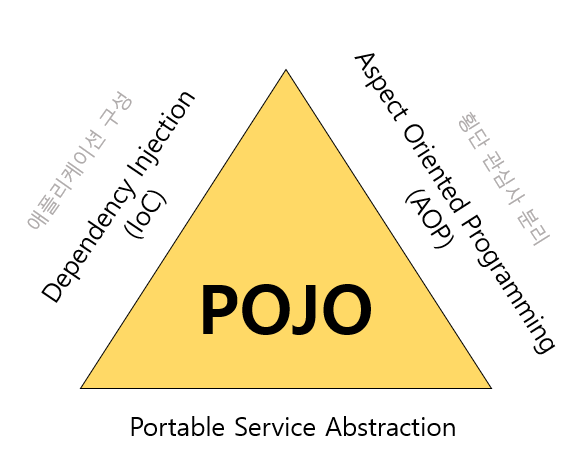 애플리케이션 구성
Dependency Injection
(IoC)
Aspect Oriented Programming
(AOP)
횡단 관심사 분리
POJO
Portable Service Abstraction